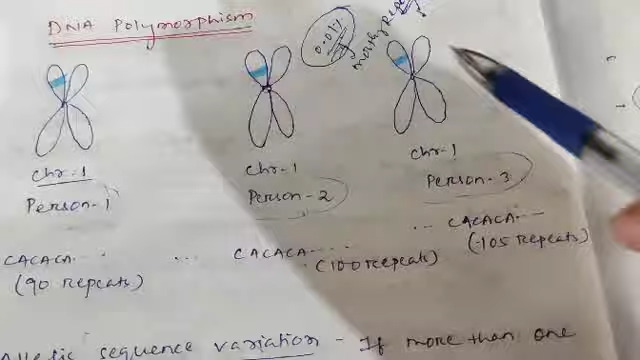 DNA Polymorphism
0.01%
Chr-1
Person-1
Chr-1
Person-2
Chr-1
Person-3
CACACA....
(90 repeats)
... CACACA.....
(100 repeats)
... CACACA...--
(105 repeats)
Allelic sequence variation - If more than one